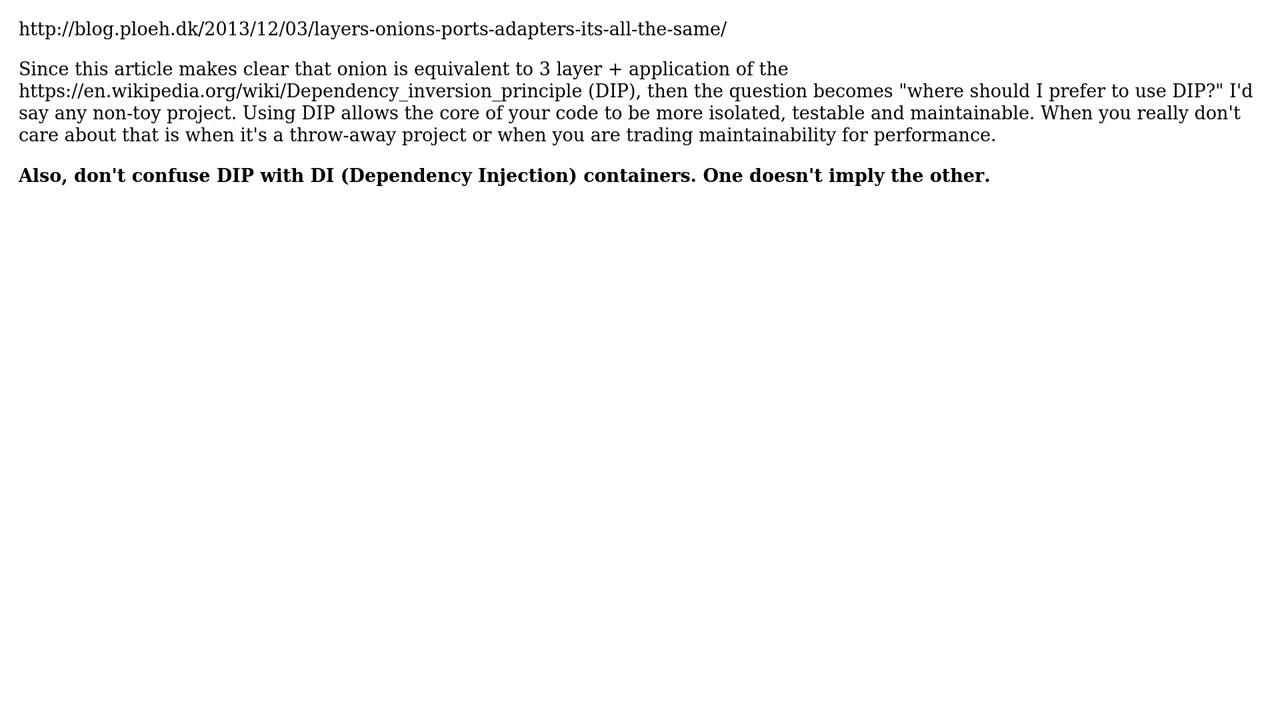 http://blog.ploeh.dk/2013/12/03/layers-onions-ports-adapters-its-all-the-same/
Since this article makes clear that onion is equivalent to 3 layer + application of the
https://en.wikipedia.org/wiki/Dependency_inversion_principle (DIP), then the question becomes "where should I prefer to use DIP?" I'd
say any non-toy project. Using DIP allows the core of your code to be more isolated, testable and maintainable. When you really don't
care about that is when it's a throw-away project or when you are trading maintainability for performance.
Also, don't confuse DIP with DI (Dependency Injection) containers. One doesn't imply the other.